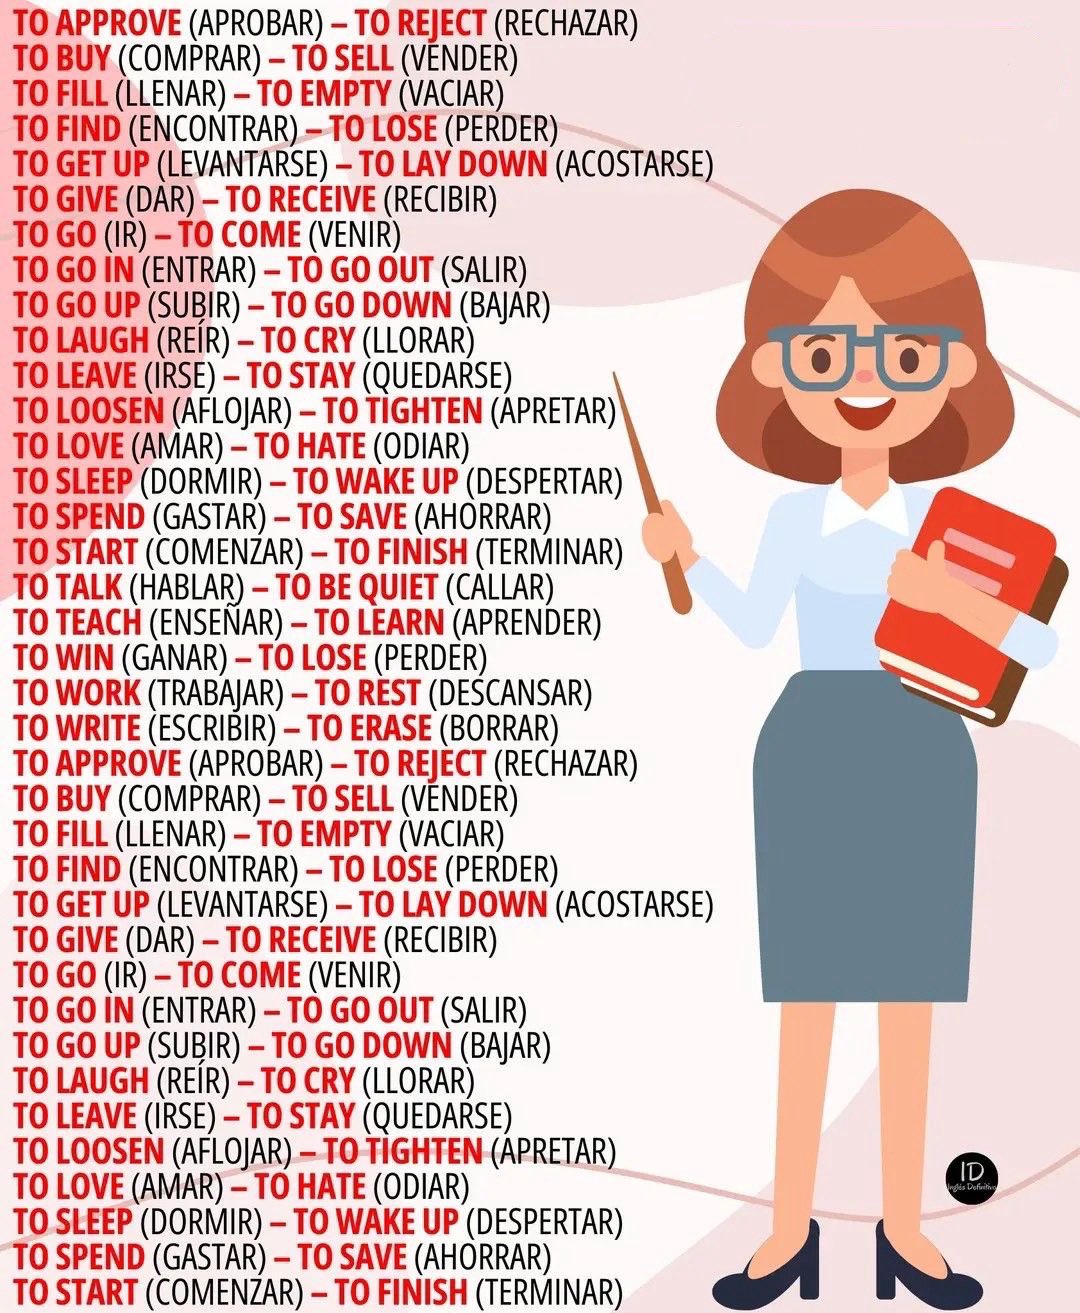 TO APPROVE (APROBAR) – TO REJECT (RECHAZAR)
TO BUY (COMPRAR) – TO SELL (VENDER)
TO FILL (LLENAR) – TO EMPTY (VACIAR)
TO FIND (ENCONTRAR) – TO LOSE (PERDER)
TO GET UP (LEVANTARSE) – TO LAY DOWN (ACOSTARSE)
TO GIVE (DAR) – TO RECEIVE (RECIBIR)
TO GO (IR) – TO COME (VENIR)
TO GO IN (ENTRAR) – TO GO OUT (SALIR)
TO GO UP (SUBIR) – TO GO DOWN (BAJAR)
TO LAUGH (REÍR) – TO CRY (LLORAR)
TO LEAVE (IRSE) – TO STAY (QUEDARSE)
TO LOOSEN (AFLOJAR) – TO TIGHTEN (APRETAR)
TO LOVE (AMAR) – TO HATE (ODIAR)
TO SLEEP (DORMIR) – TO WAKE UP (DESPERTAR)
TO SPEND (GASTAR) – TO SAVE (AHORRAR)
TO START (COMENZAR) – TO FINISH (TERMINAR)
TO TALK (HABLAR) – TO BE QUIET (CALLAR)
TO TEACH (ENSEÑAR) – TO LEARN (APRENDER)
TO WIN (GANAR) – TO LOSE (PERDER)
TO WORK (TRABAJAR) – TO REST (DESCANSAR)
TO WRITE (ESCRIBIR) – TO ERASE (BORRAR)
TO APPROVE (APROBAR) – TO REJECT (RECHAZAR)
TO BUY (COMPRAR) – TO SELL (VENDER)
TO FILL (LLENAR) – TO EMPTY (VACIAR)
TO FIND (ENCONTRAR) – TO LOSE (PERDER)
TO GET UP (LEVANTARSE) – TO LAY DOWN (ACOSTARSE)
TO GIVE (DAR) – TO RECEIVE (RECIBIR)
TO GO (IR) – TO COME (VENIR)
TO GO IN (ENTRAR) – TO GO OUT (SALIR)
TO GO UP (SUBIR) – TO GO DOWN (BAJAR)
TO LAUGH (REÍR) – TO CRY (LLORAR)
TO LEAVE (IRSE) – TO STAY (QUEDARSE)
TO LOOSEN (AFLOJAR) – TO TIGHTEN (APRETAR)
TO LOVE (AMAR) – TO HATE (ODIAR)
TO SLEEP (DORMIR) – TO WAKE UP (DESPERTAR)
TO SPEND (GASTAR) – TO SAVE (AHORRAR)
TO START (COMENZAR) – TO FINISH (TERMINAR)
ID
Inglés Definitivo